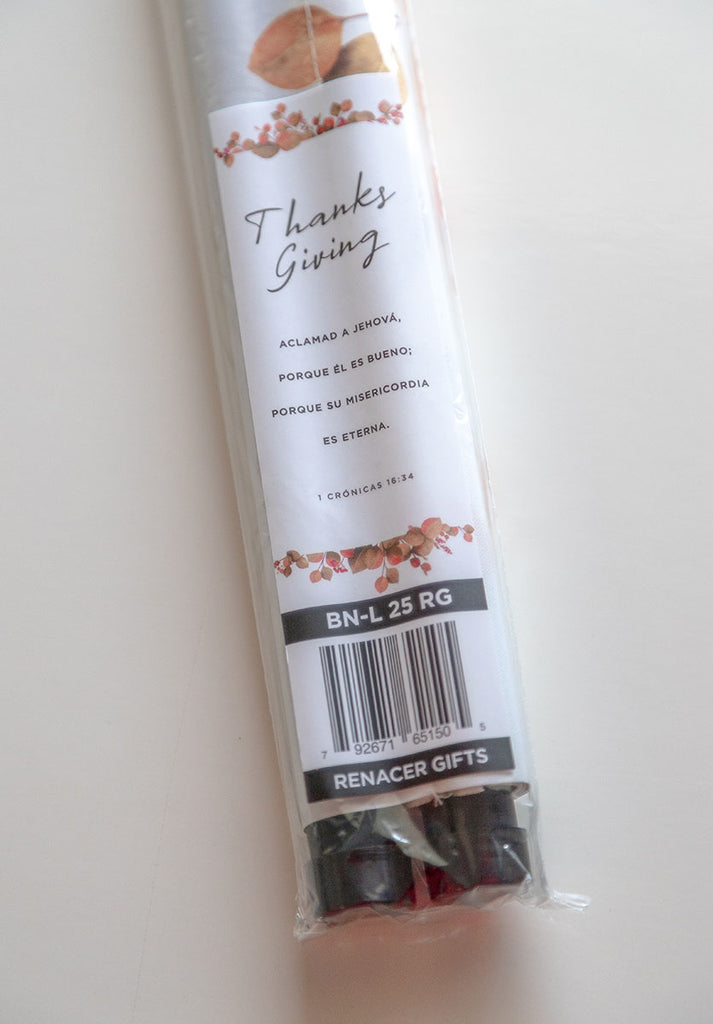 Thanks
Giving
ACLAMAD A JEHOVÁ,
PORQUE ÉL ES BUENO;
PORQUE SU MISERICORDIA
ES ETERNA.
1 CRÓNICAS 16:34
BN-L 25 RG
7 92671 65150 5
RENACER GIFTS